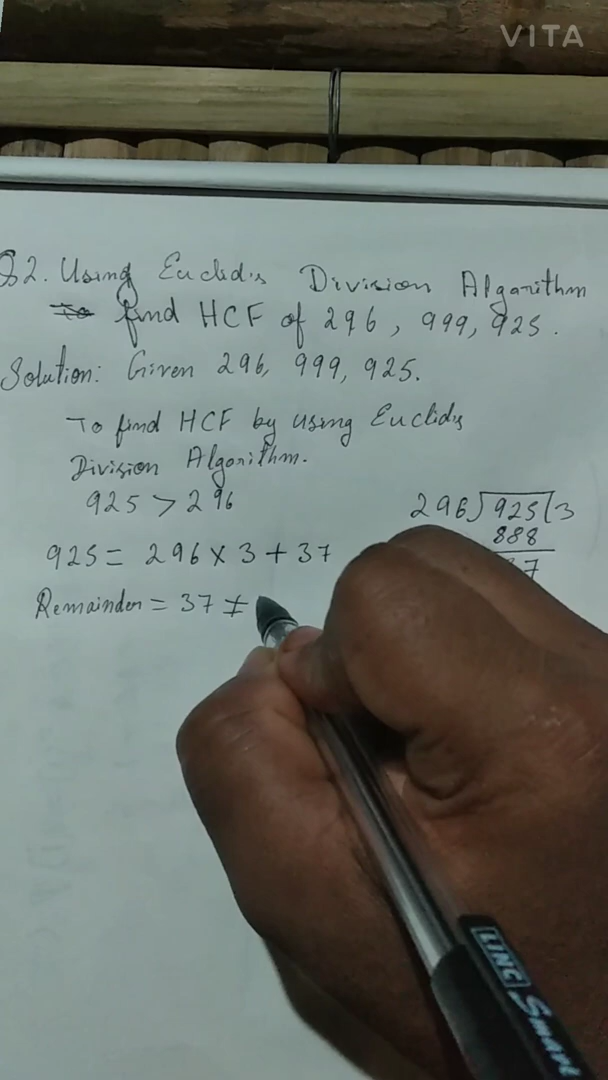 VITA
Q2. Using Euclid's Division Algorithm
find HCF of 296, 999, 925.
Solution: Given 296, 999, 925.
To find HCF by using Euclid's
Division Algorithm.
925 > 296
296)925(3
888
37
925 = 296 × 3 + 37
Remainder = 37 ≠
LINC Smart